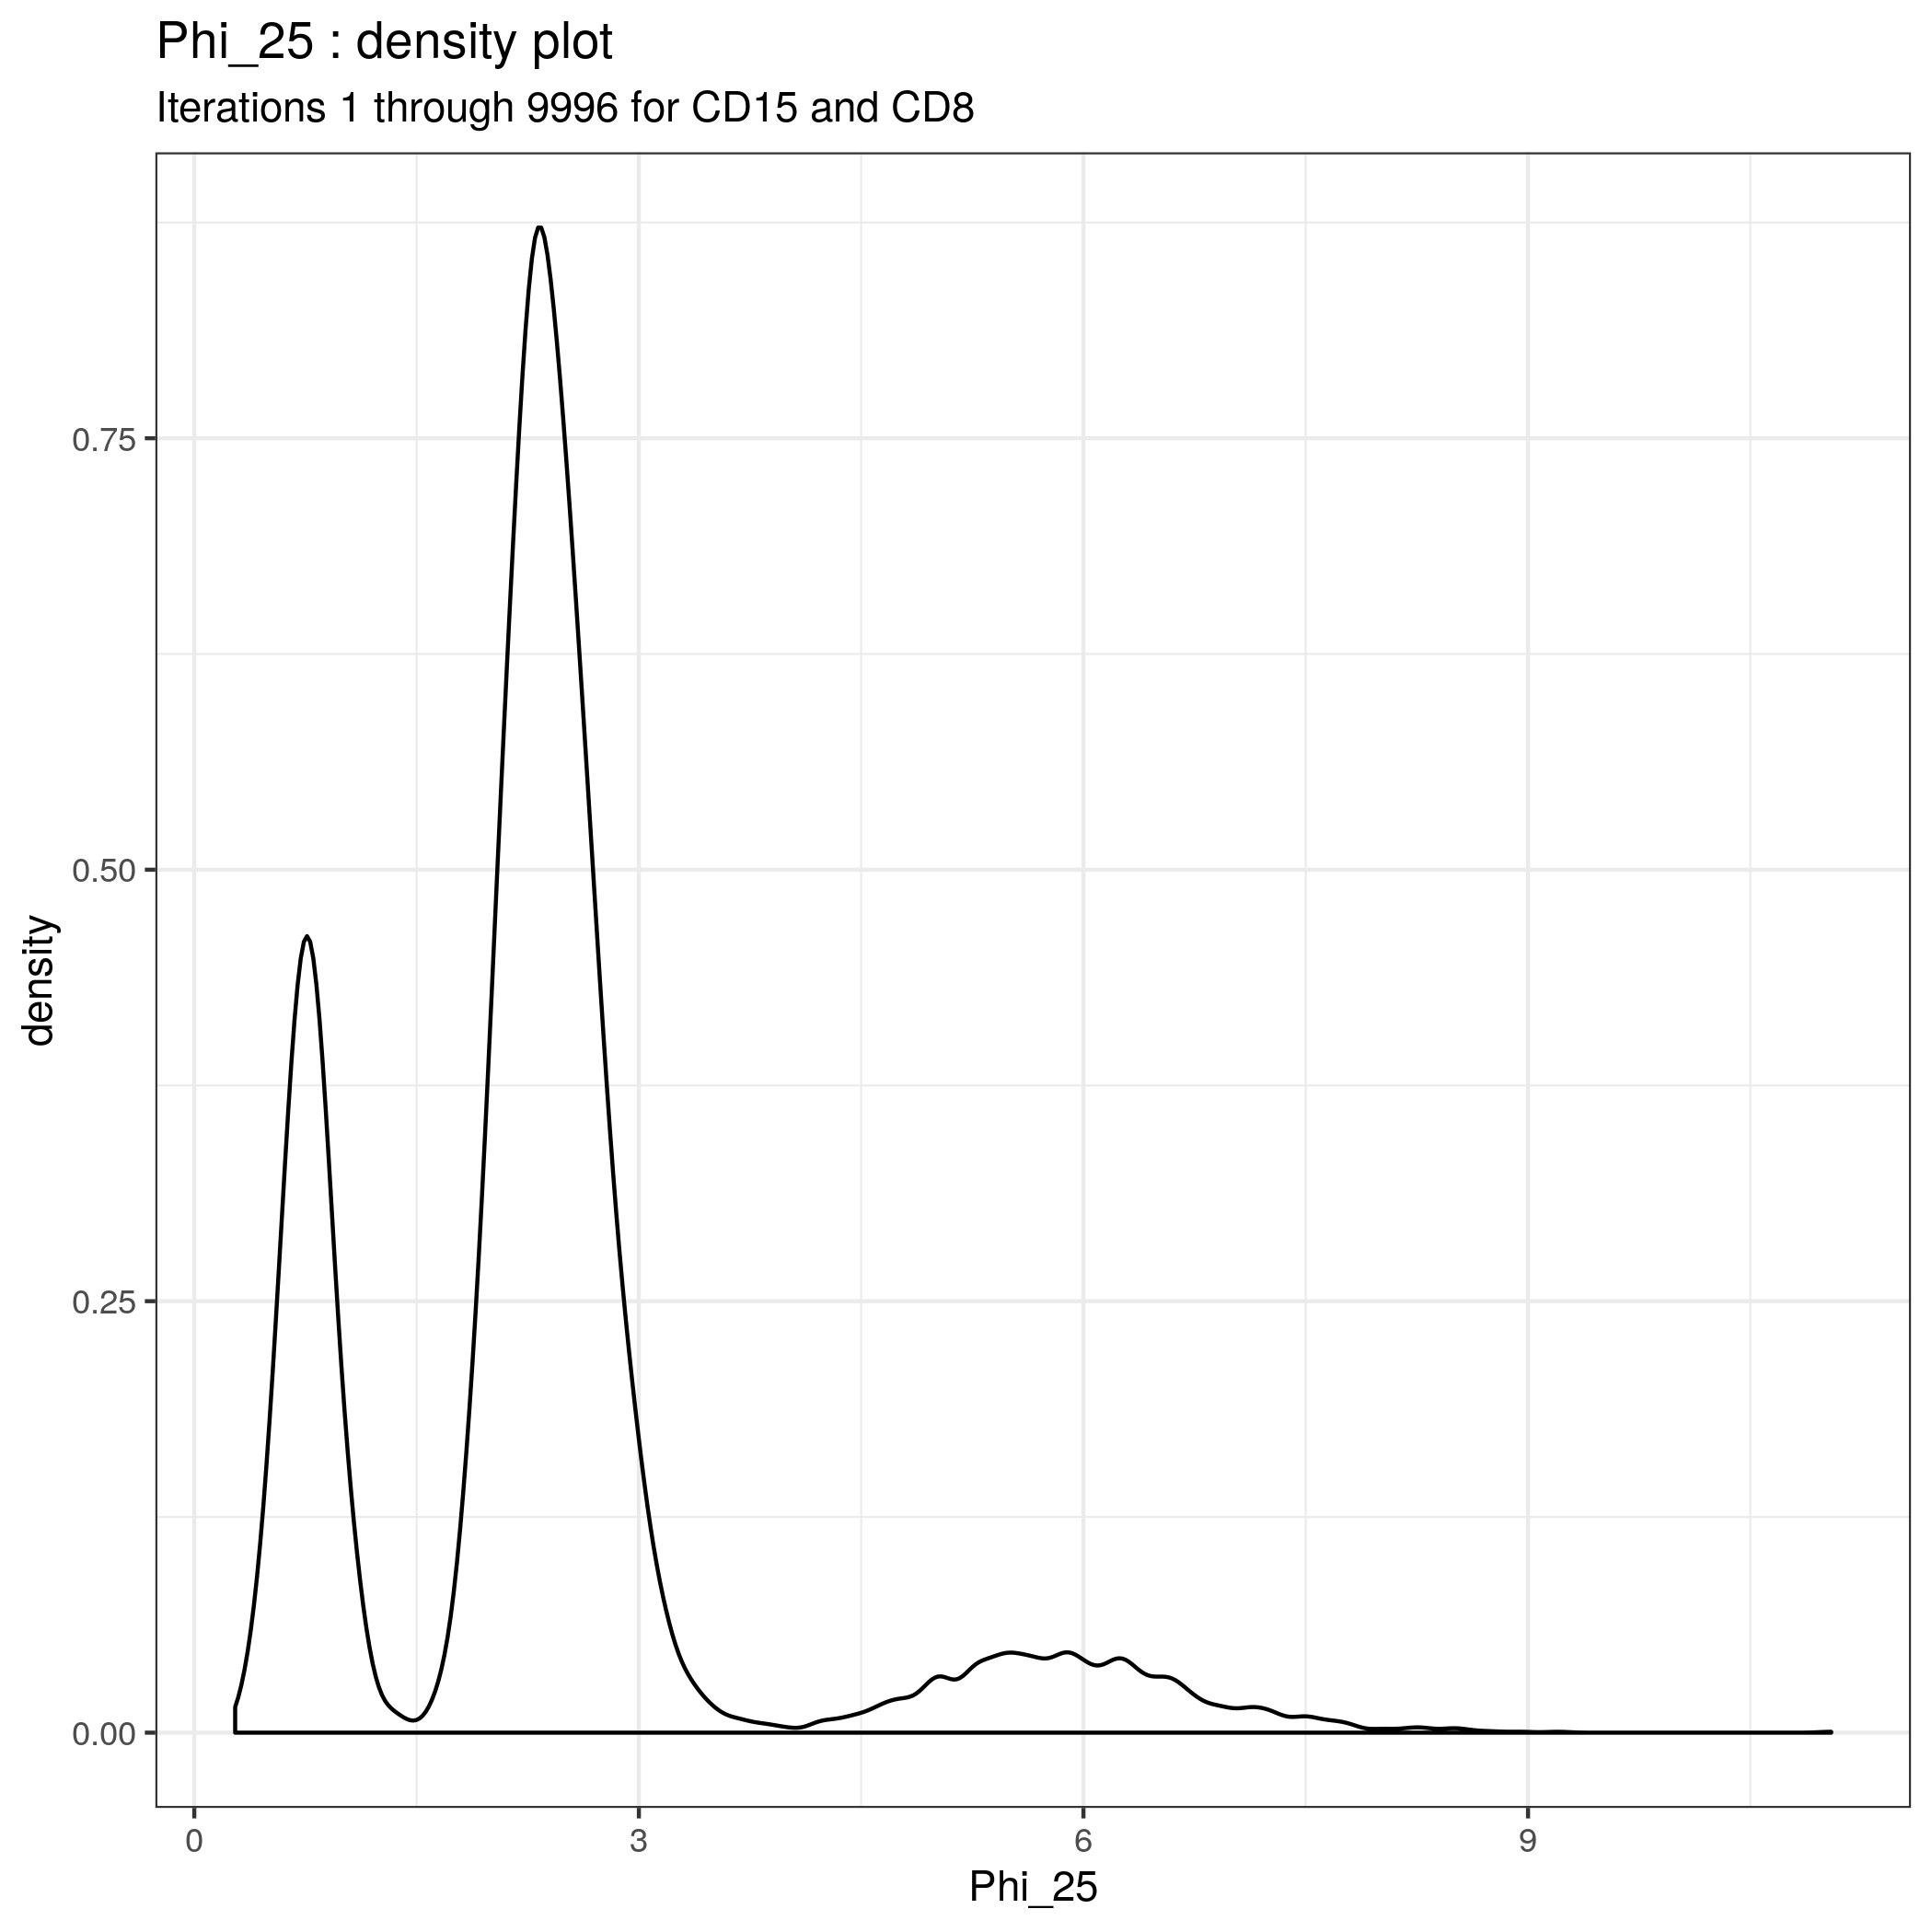 Phi_25 : density plot
Iterations 1 through 9996 for CD15 and CD8
density
0.75
0.50
0.25
0.00
0 3 6 9
Phi_25